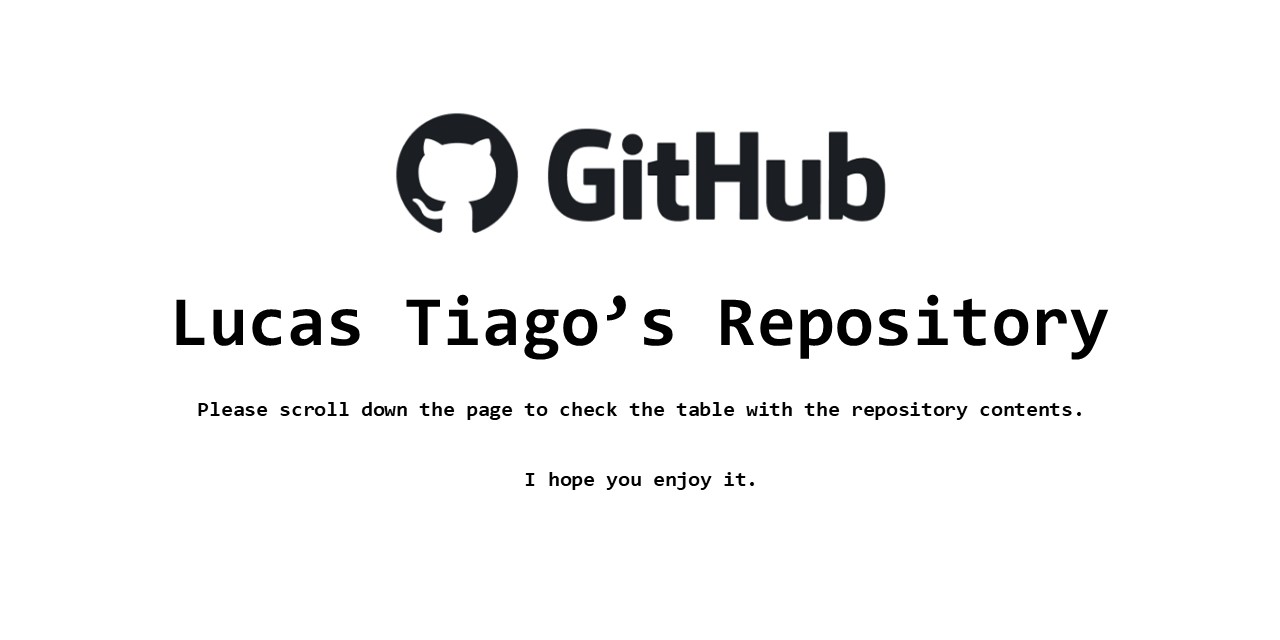 GitHub
Lucas Tiago’s Repository
Please scroll down the page to check the table with the repository contents.
I hope you enjoy it.